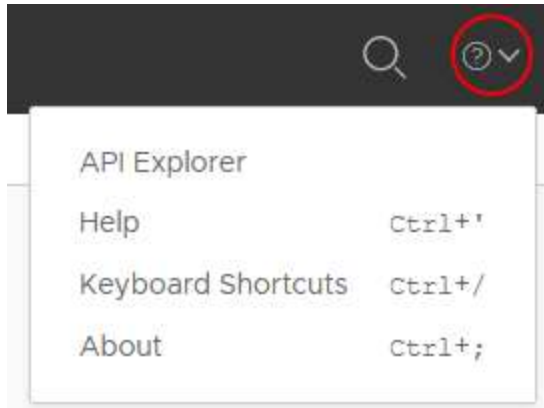 ?
API Explorer
Help Ctrl+'
Keyboard Shortcuts Ctrl+/
About Ctrl+;